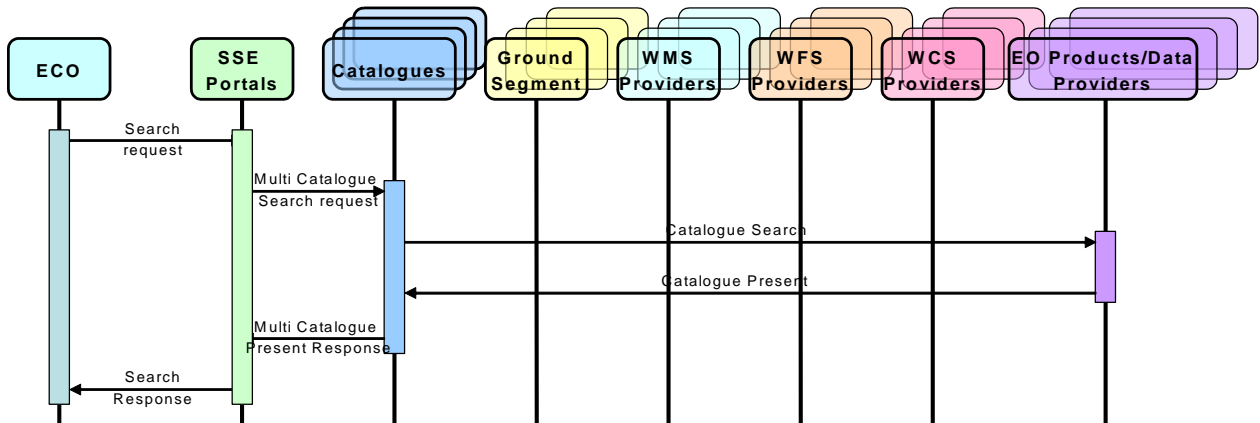 ECO
SSE
Portals
Catalogues
Ground
Segment
WMS
Providers
WFS
Providers
WCS
Providers
EO Products/Data
Providers
Search
request
Multi Catalogue
Search request
Catalogue Search
Catalogue Present
Multi Catalogue
Present Response
Search
Response